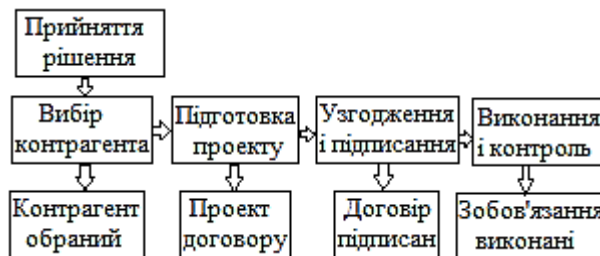 Прийняття
рішення
Вибір
контрагента
Підготовка
проекту
Узгодження
і підписання
Виконання
і контроль
Контрагент
обраний
Проект
договору
Договір
підписан
Зобов'язання
виконані